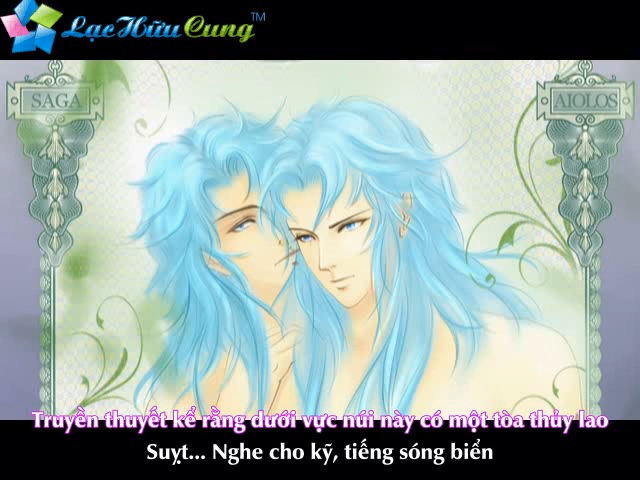 LạcHữuCung™
SAGA
AIOLOS
Truyền thuyết kể rằng dưới vực núi này có một tòa thủy lao
Suỵt... Nghe cho kỹ, tiếng sóng biển